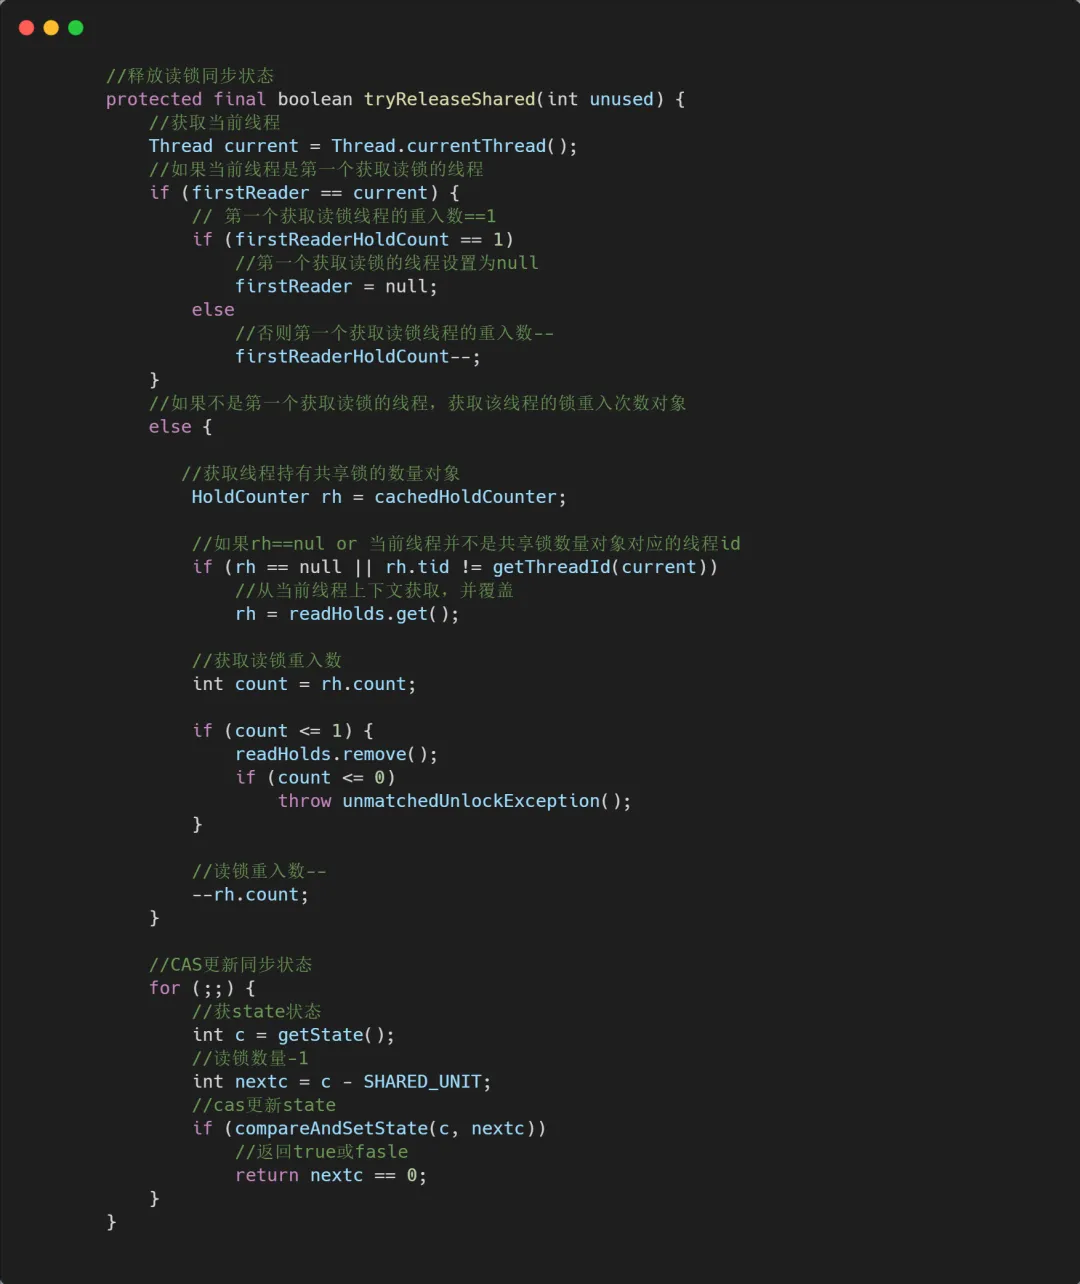 //释放读锁同步状态
protected final boolean tryReleaseShared(int unused) {
//获取当前线程
Thread current = Thread.currentThread();
//如果当前线程是第一个获取读锁的线程
if (firstReader == current) {
// 第一个获取读锁线程的重入数==1
if (firstReaderHoldCount == 1)
//第一个获取读锁的线程设置为null
firstReader = null;
else
//否则第一个获取读锁线程的重入数--
firstReaderHoldCount--;
}
//如果不是第一个获取读锁的线程，获取该线程的锁重入次数对象
else {
//获取线程持有共享锁的数量对象
HoldCounter rh = cachedHoldCounter;
//如果rh==nul or 当前线程并不是共享锁数量对象对应的线程id
if (rh == null || rh.tid != getThreadId(current))
//从当前线程上下文获取，并覆盖
rh = readHolds.get();
//获取读锁重入数
int count = rh.count;
if (count <= 1) {
readHolds.remove();
if (count <= 0)
throw unmatchedUnlockException();
}
//读锁重入数--
--rh.count;
}
//CAS更新同步状态
for (;;) {
//获state状态
int c = getState();
//读锁数量-1
int nextc = c - SHARED_UNIT;
//cas更新state
if (compareAndSetState(c, nextc))
//返回true或fasle
return nextc == 0;
}
}